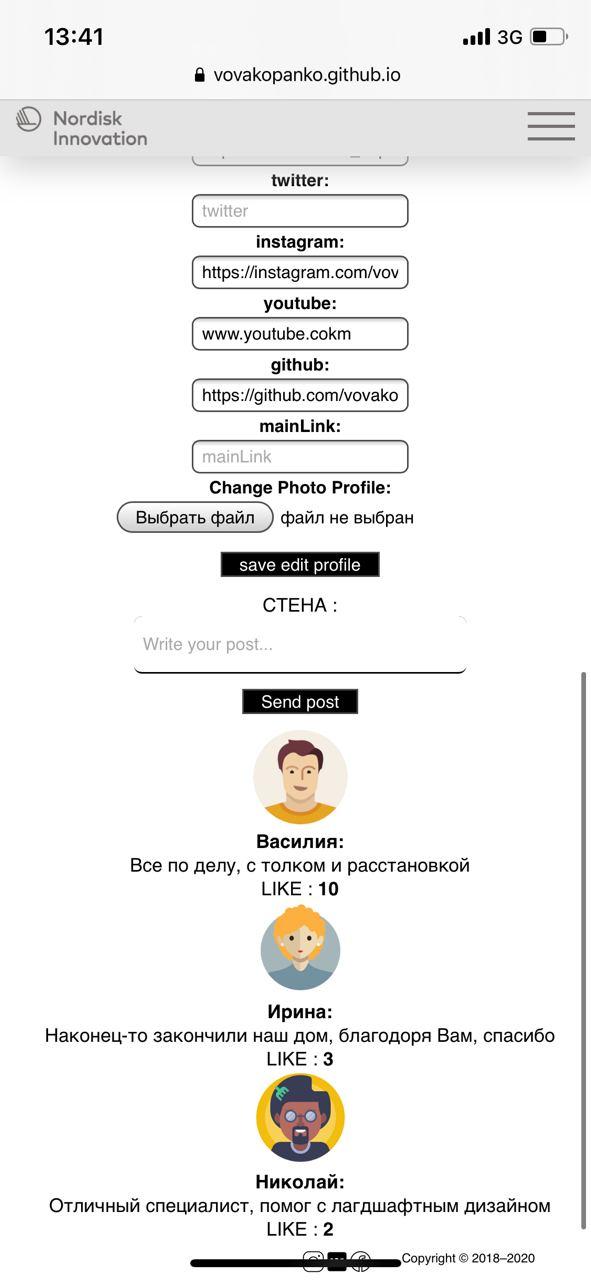 13:41
3G
vovakopanko.github.io
Nordisk
Innovation
twitter:
twitter
instagram:
https://instagram.com/vov
youtube:
www.youtube.cokm
github:
https://github.com/vovako
mainLink:
mainLink
Change Photo Profile:
Выбрать файл файл не выбран
save edit profile
СТЕНА :
Write your post...
Send post
Василия:
Все по делу, с толком и расстановкой
LIKE : 10
Ирина:
Наконец-то закончили наш дом, благодоря Вам, спасибо
LIKE : 3
Николай:
Отличный специалист, помог с лагдшафтным дизайном
LIKE : 2
Copyright © 2018–2020